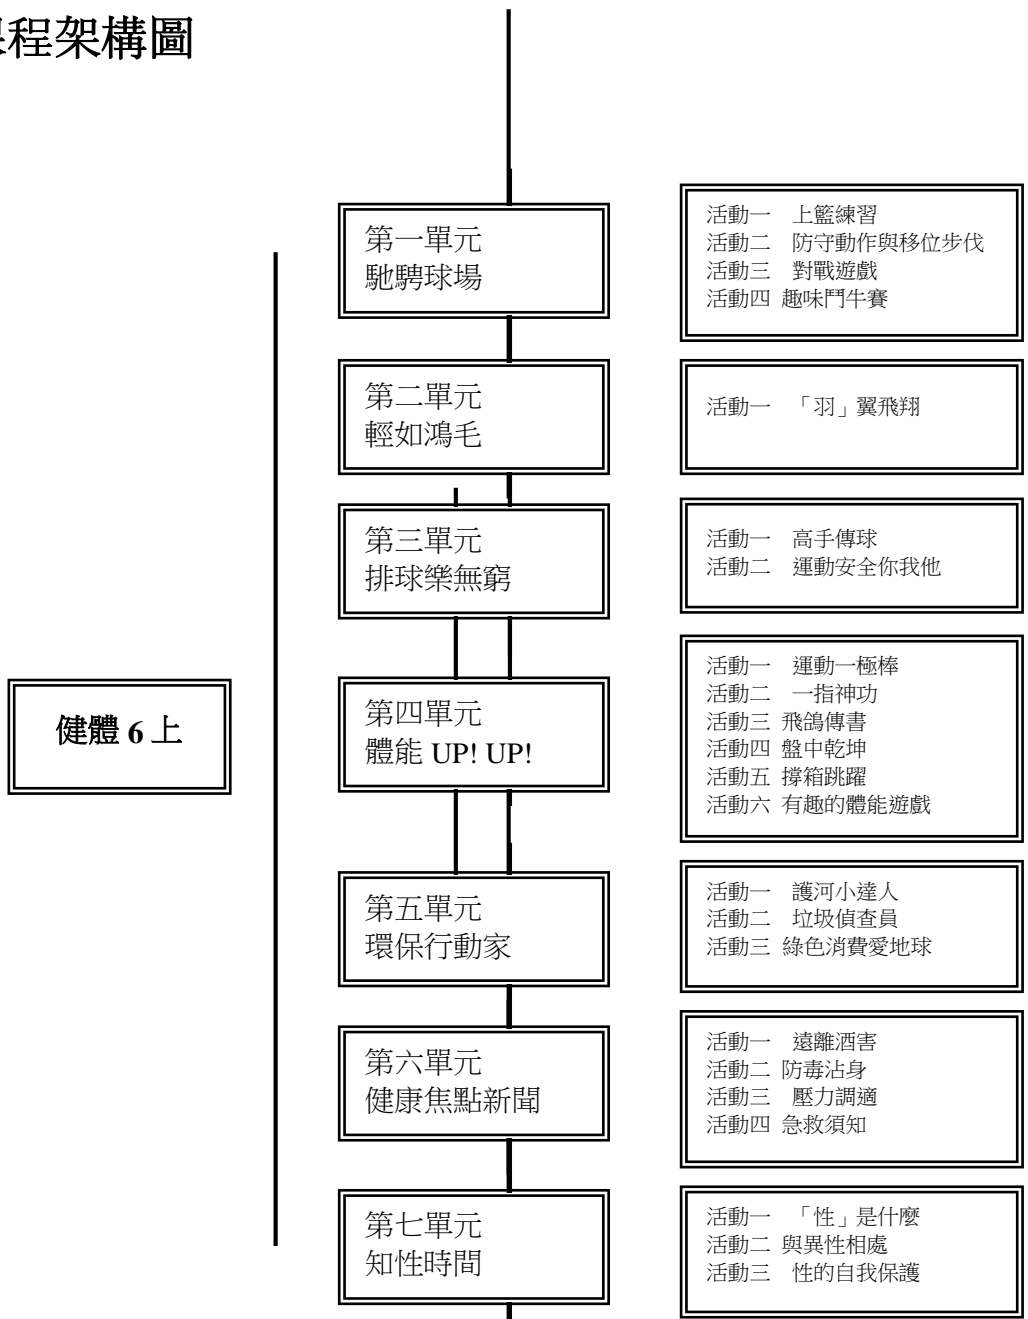 程架構圖
第一單元
馳騁球場
活動一　上籃練習
活動二　防守動作與移位步伐
活動三　對戰遊戲
活動四 趣味鬥牛賽
第二單元
輕如鴻毛
活動一　「羽」翼飛翔
第三單元
排球樂無窮
活動一　高手傳球
活動二　運動安全你我他
健體 6 上
第四單元
體能 UP! UP!
活動一　運動一極棒
活動二　一指神功
活動三 飛鴿傳書
活動四 盤中乾坤
活動五 撐箱跳躍
活動六 有趣的體能遊戲
第五單元
環保行動家
活動一　護河小達人
活動二　垃圾偵查員
活動三 綠色消費愛地球
第六單元
健康焦點新聞
活動一　遠離酒害
活動二 防毒沾身
活動三　壓力調適
活動四 急救須知
第七單元
知性時間
活動一　「性」是什麼
活動二 與異性相處
活動三　性的自我保護